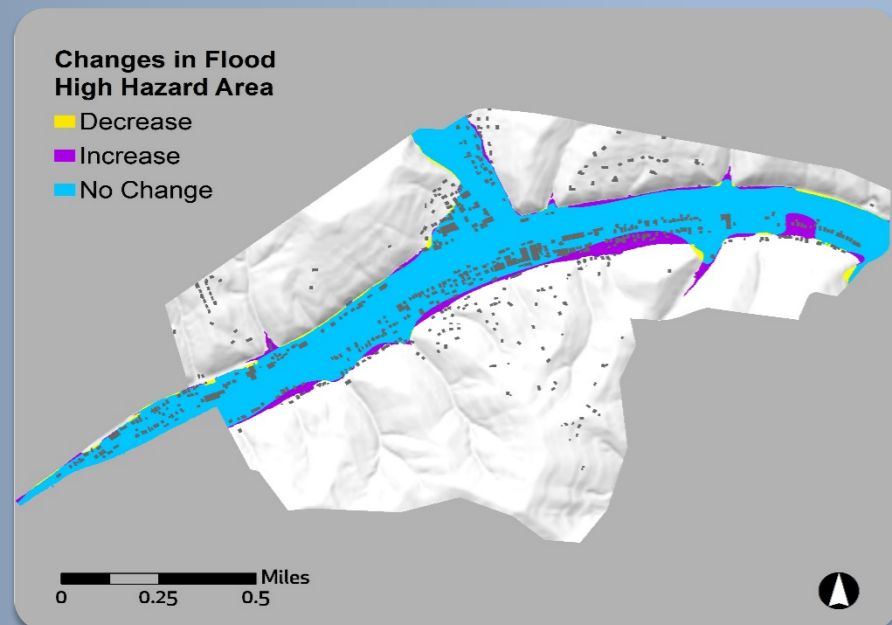 Changes in Flood
High Hazard Area
Decrease
Increase
No Change
Miles
0 0.25 0.5